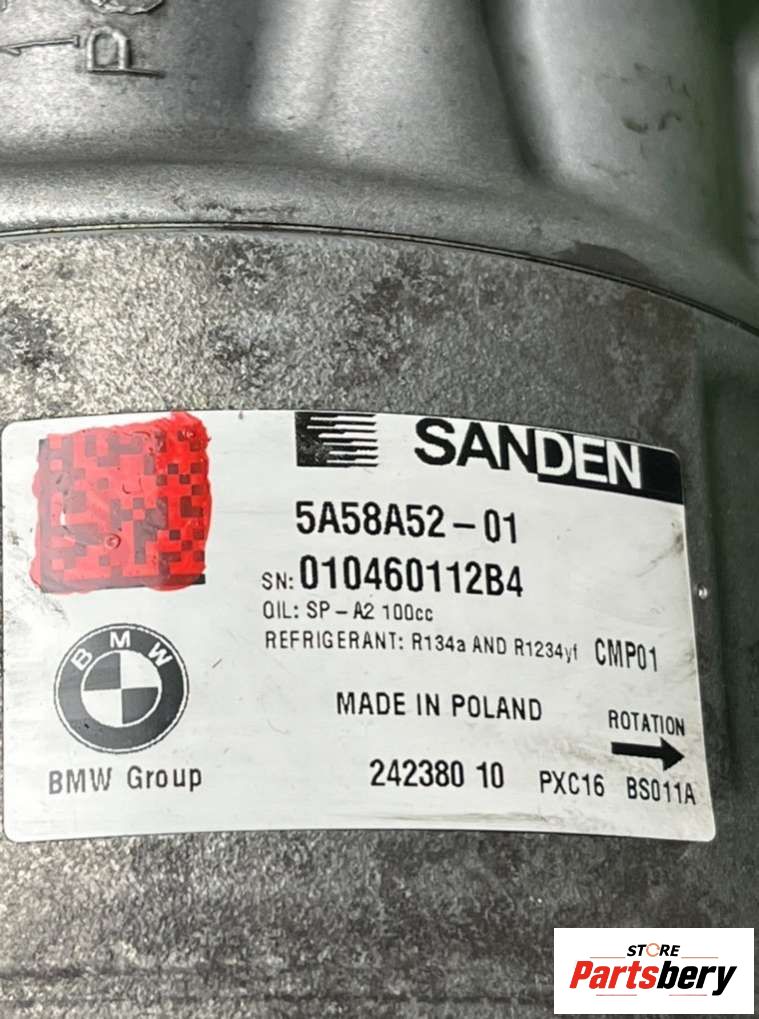 SANDEN
5A58A52-01
SN: 010460112B4
OIL: SP-A2 100cc
REFRIGERANT: R134a AND R1234yf CMP01
BMW
MADE IN POLAND
ROTATION
BMW Group
242380 10 PXC16 BS011A
STORE
Partsbery